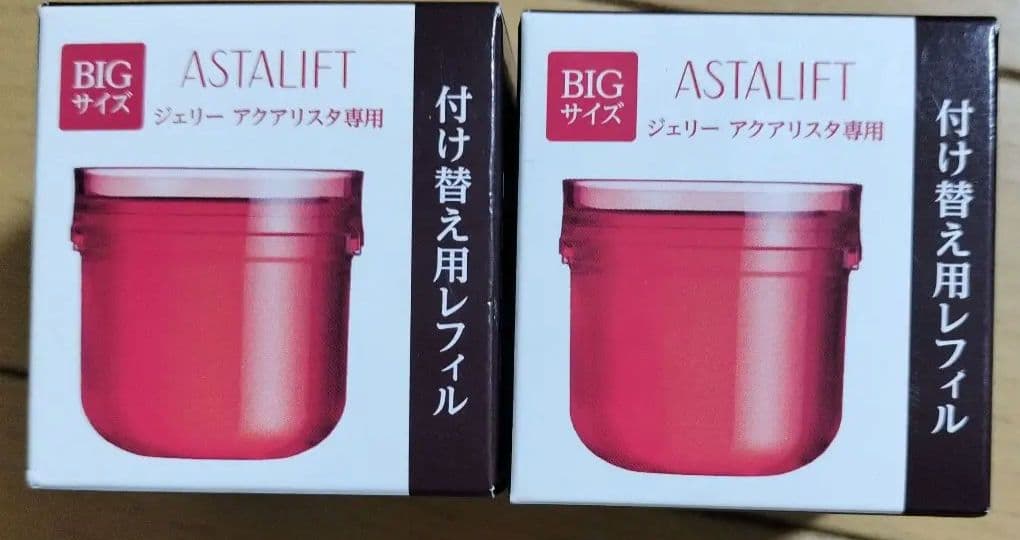 BIG
サイズ
ASTALIFT
ジェリー アクアリスタ専用
付け替え用レフィル
BIG
サイズ
ASTALIFT
ジェリー アクアリスタ専用
付け替え用レフィル